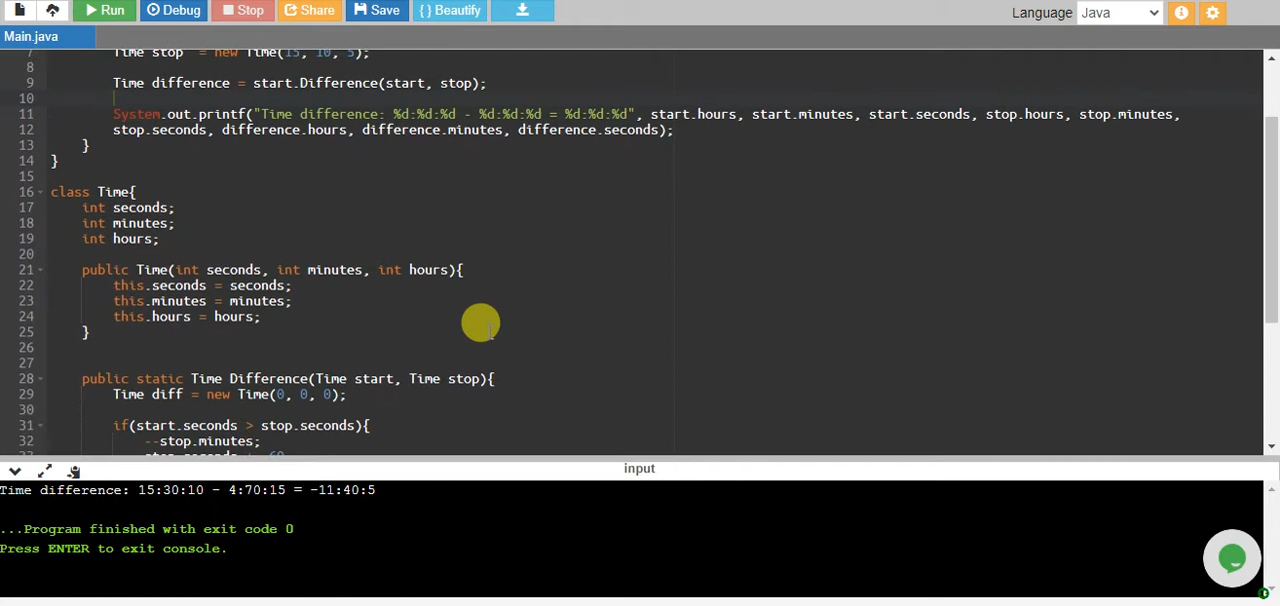 Run Debug Stop Share Save { } Beautify Language Java
Main.java
7 Time stop = new Time(15, 10, 5);
8
9 Time difference = start.Difference(start, stop);
10
11 System.out.printf("Time difference: %d:%d:%d - %d:%d:%d = %d:%d:%d", start.hours, start.minutes, start.seconds, stop.hours, stop.minutes,
12 stop.seconds, difference.hours, difference.minutes, difference.seconds);
13 }
14 }
15
16 class Time{
17 int seconds;
18 int minutes;
19 int hours;
20
21 public Time(int seconds, int minutes, int hours){
22 this.seconds = seconds;
23 this.minutes = minutes;
24 this.hours = hours;
25 }
26
27
28 public static Time Difference(Time start, Time stop){
29 Time diff = new Time(0, 0, 0);
30
31 if(start.seconds > stop.seconds){
32 --stop.minutes;
input
Time difference: 15:30:10 - 4:70:15 = -11:40:5
...Program finished with exit code 0
Press ENTER to exit console.